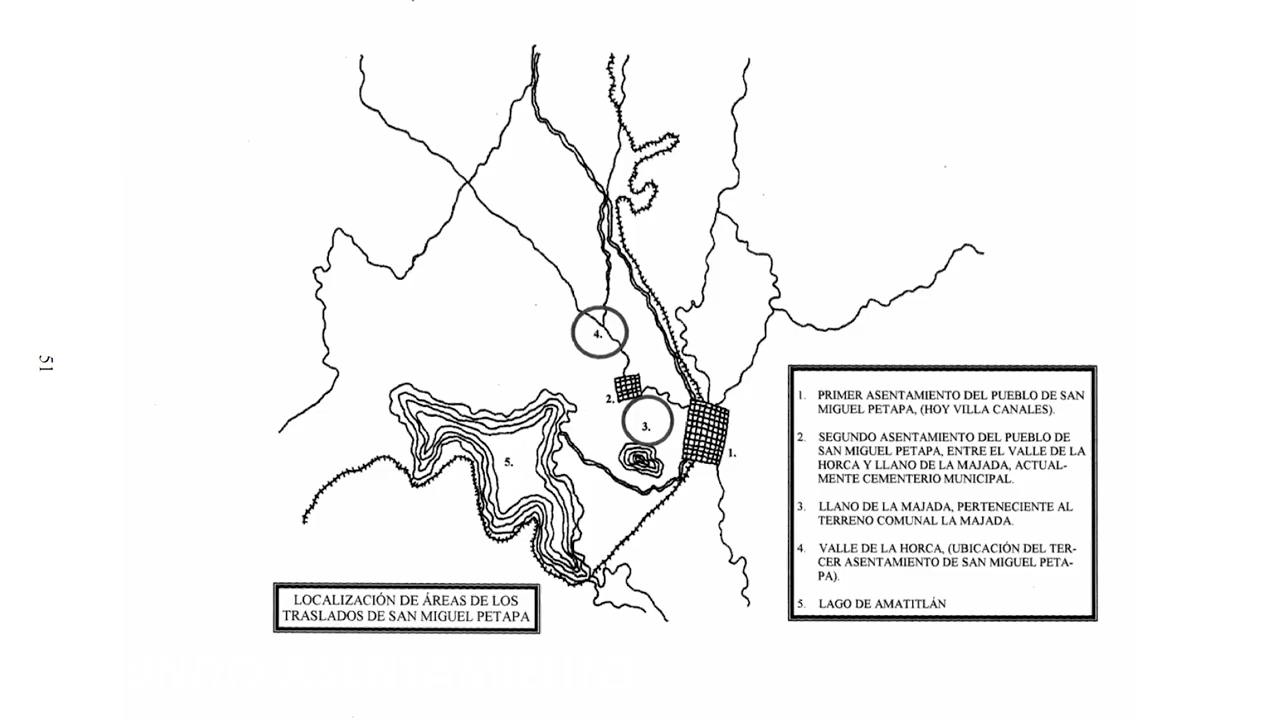 51
4.
2.
3.
1.
5.
1. PRIMER ASENTAMIENTO DEL PUEBLO DE SAN
MIGUEL PETAPA, (HOY VILLA CANALES).
2. SEGUNDO ASENTAMIENTO DEL PUEBLO DE
SAN MIGUEL PETAPA, ENTRE EL VALLE DE LA
HORCA Y LLANO DE LA MAJADA, ACTUAL-
MENTE CEMENTERIO MUNICIPAL.
3. LLANO DE LA MAJADA, PERTENECIENTE AL
TERRENO COMUNAL LA MAJADA.
4. VALLE DE LA HORCA, (UBICACIÓN DEL TER-
CER ASENTAMIENTO DE SAN MIGUEL PETA-
PA).
5. LAGO DE AMATITLÁN
LOCALIZACIÓN DE ÁREAS DE LOS
TRASLADOS DE SAN MIGUEL PETAPA